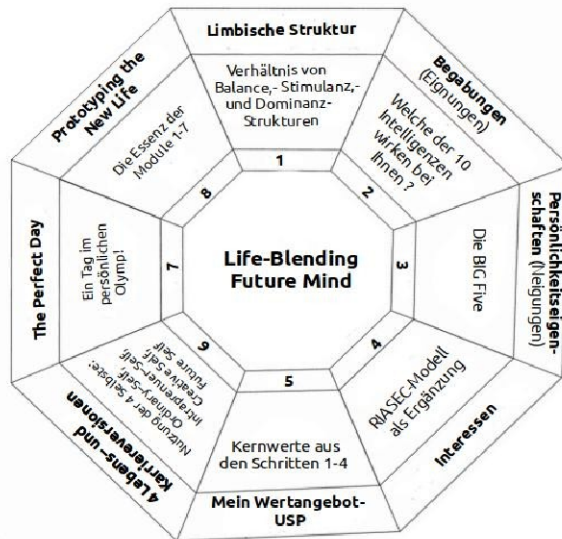 Life-Blending
Future Mind
1
Limbische Struktur
Verhältnis von
Balance,- Stimulanz,-
und Dominanz-
Strukturen
2
Begabungen
(Eignungen)
Welche der 10
Intelligenzen
wirken bei
Ihnen ?
3
Persönlichkeitseigen-
schaften (Neigungen)
Die BIG Five
4
Interessen
RIASEC-Modell
als Ergänzung
5
Kernwerte aus
den Schritten 1-4
Mein Wertangebot-
USP
6
4 Lebens- und
Karriereversionen
Nutzung der 4 Selbste:
Ordinary-Self,
Intraprenuer-Self,
Creative Self,
Future Self
7
The Perfect Day
Ein Tag im
persönlichen
Olymp!
8
Prototyping the
New Life
Die Essenz der
Module 1-7